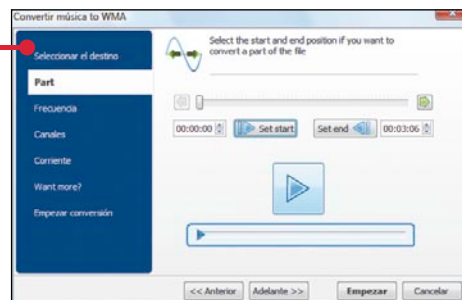 Convertir música to WMA
Seleccionar el destino
Part
Frecuencia
Canales
Corriente
Want more?
Empezar conversión
Select the start and end position if you want to
convert a part of the file
00:00:00 Set start Set end 00:03:06
<< Anterior Adelante >> Empezar Cancelar